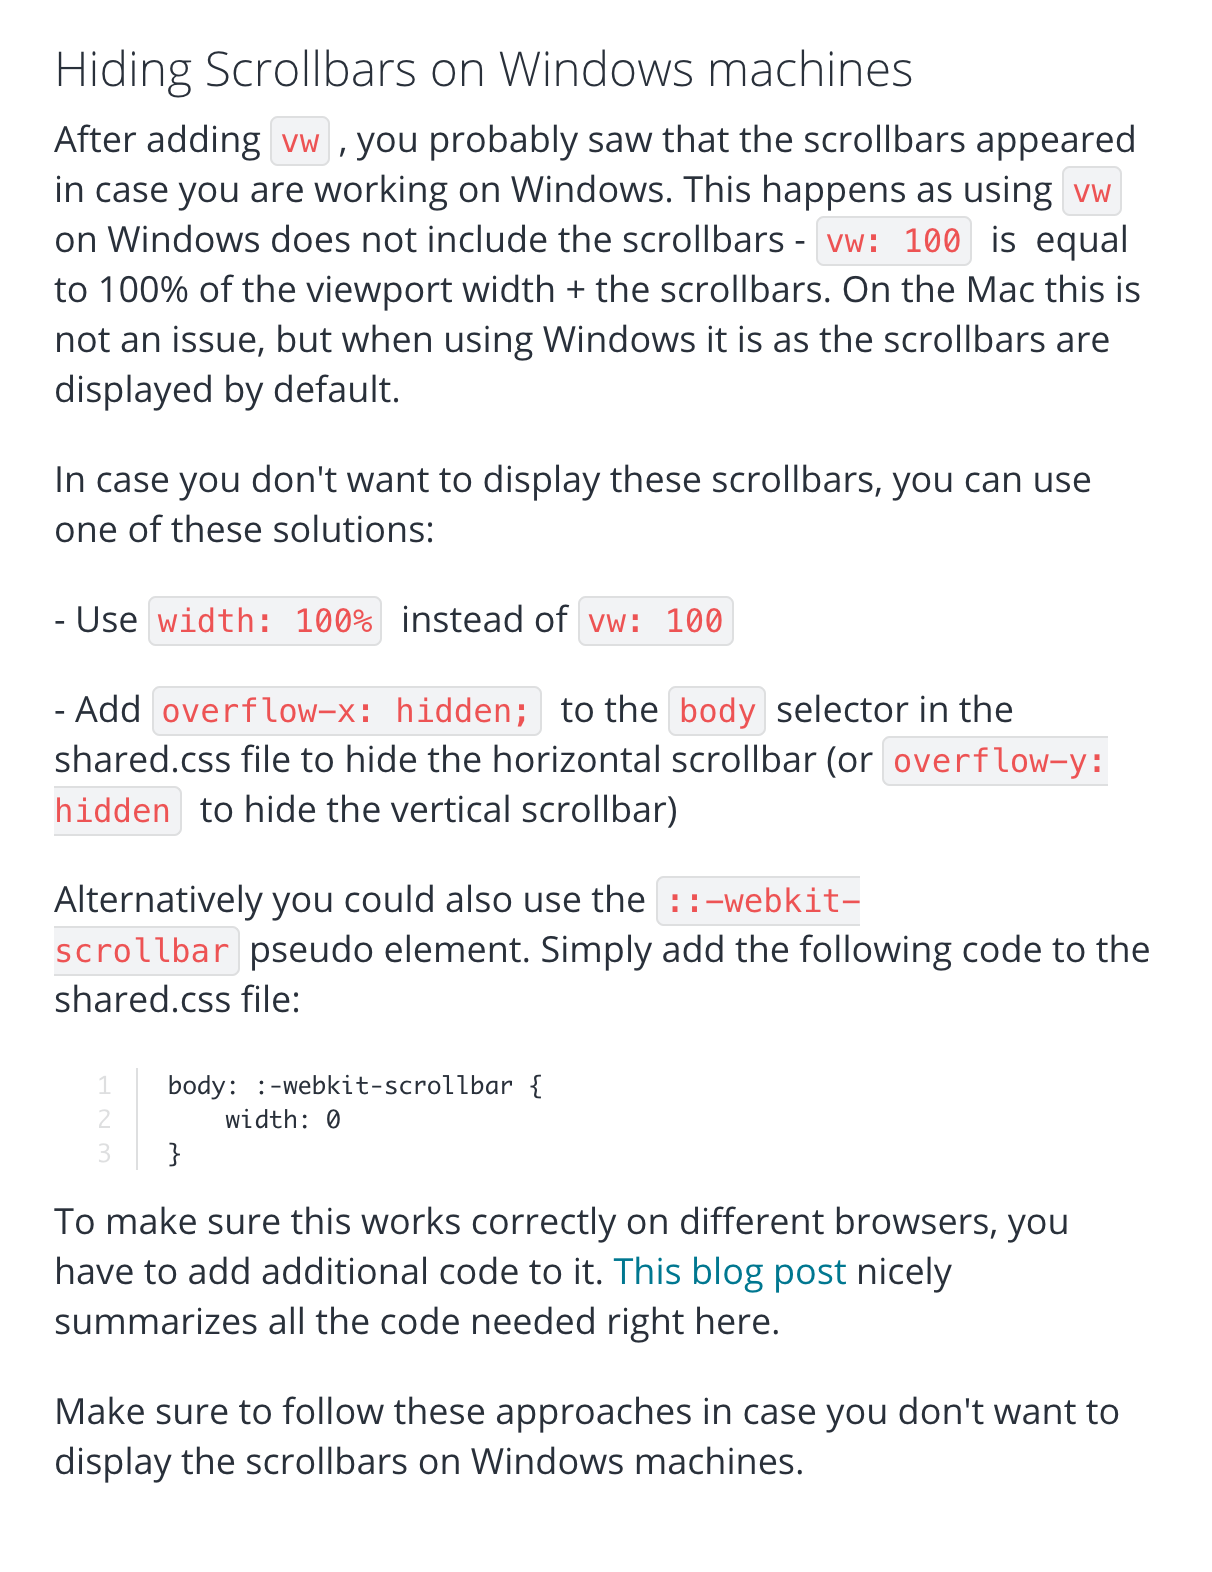 Hiding Scrollbars on Windows machines
After adding vw , you probably saw that the scrollbars appeared
in case you are working on Windows. This happens as using vw
on Windows does not include the scrollbars - vw: 100 is equal
to 100% of the viewport width + the scrollbars. On the Mac this is
not an issue, but when using Windows it is as the scrollbars are
displayed by default.
In case you don't want to display these scrollbars, you can use
one of these solutions:
- Use width: 100% instead of vw: 100
- Add overflow-x: hidden; to the body selector in the
shared.css file to hide the horizontal scrollbar (or overflow-y:
hidden to hide the vertical scrollbar)
Alternatively you could also use the ::-webkit-
scrollbar pseudo element. Simply add the following code to the
shared.css file:
1 body: :-webkit-scrollbar {
2 width: 0
3 }
To make sure this works correctly on different browsers, you
have to add additional code to it. This blog post nicely
summarizes all the code needed right here.
Make sure to follow these approaches in case you don't want to
display the scrollbars on Windows machines.